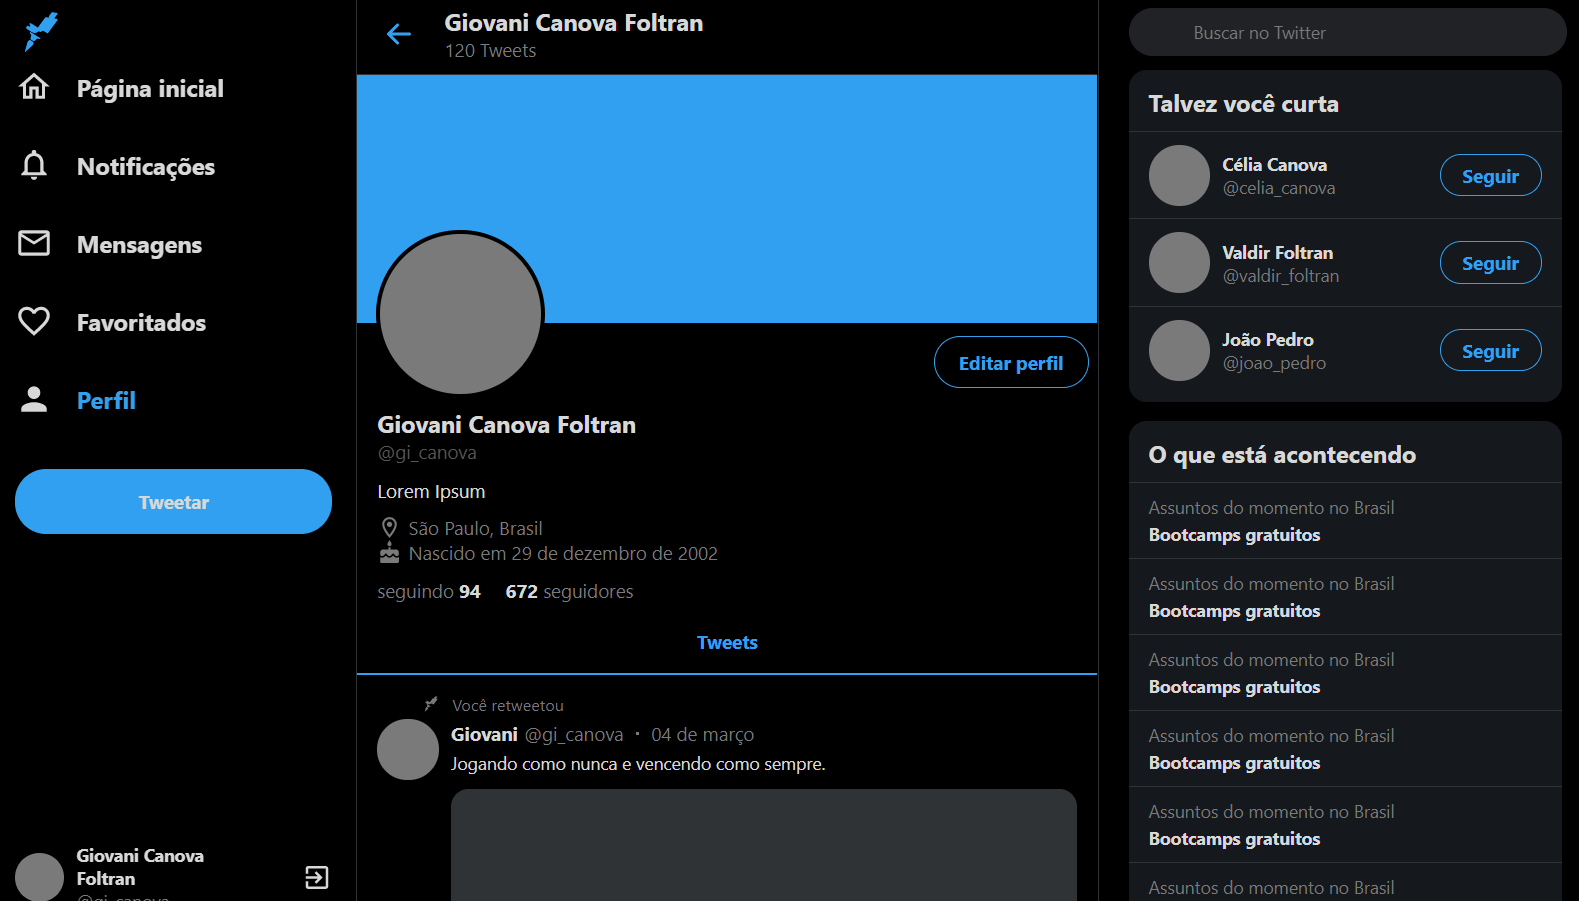 Página inicial
Notificações
Mensagens
Favoritados
Perfil
Tweetar
Giovani Canova
Foltran
@gi_canova
Giovani Canova Foltran
120 Tweets
Editar perfil
Giovani Canova Foltran
@gi_canova
Lorem Ipsum
São Paulo, Brasil
Nascido em 29 de dezembro de 2002
seguindo 94 672 seguidores
Tweets
Você retweetou
Giovani @gi_canova · 04 de março
Jogando como nunca e vencendo como sempre.
Buscar no Twitter
Talvez você curta
Célia Canova
@celia_canova
Seguir
Valdir Foltran
@valdir_foltran
Seguir
João Pedro
@joao_pedro
Seguir
O que está acontecendo
Assuntos do momento no Brasil
Bootcamps gratuitos
Assuntos do momento no Brasil
Bootcamps gratuitos
Assuntos do momento no Brasil
Bootcamps gratuitos
Assuntos do momento no Brasil
Bootcamps gratuitos
Assuntos do momento no Brasil
Bootcamps gratuitos
Assuntos do momento no Brasil